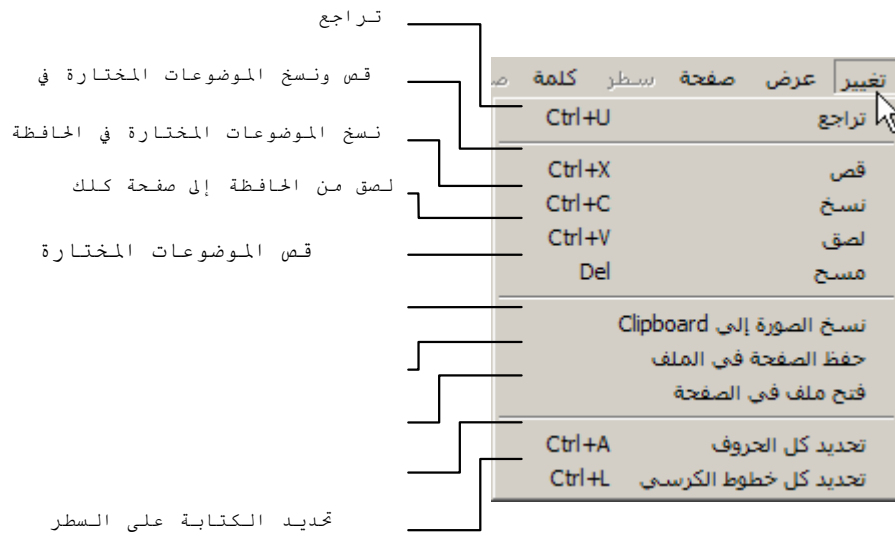 تراجع
قص ونسخ الموضوعات المختارة في
نسخ الموضوعات المختارة في الحافظة
لصق من الحافظة إلى صفحة كلك
قص الموضوعات المختارة
تحديد الكتابة على السطر
تغيير عرض صفحة سطر كلمة
تراجع Ctrl+U
قص Ctrl+X
نسخ Ctrl+C
لصق Ctrl+V
مسح Del
نسخ الصورة إلى Clipboard
حفظ الصفحة في الملف
فتح ملف في الصفحة
تحديد كل الحروف Ctrl+A
تحديد كل خطوط الكرسي Ctrl+L